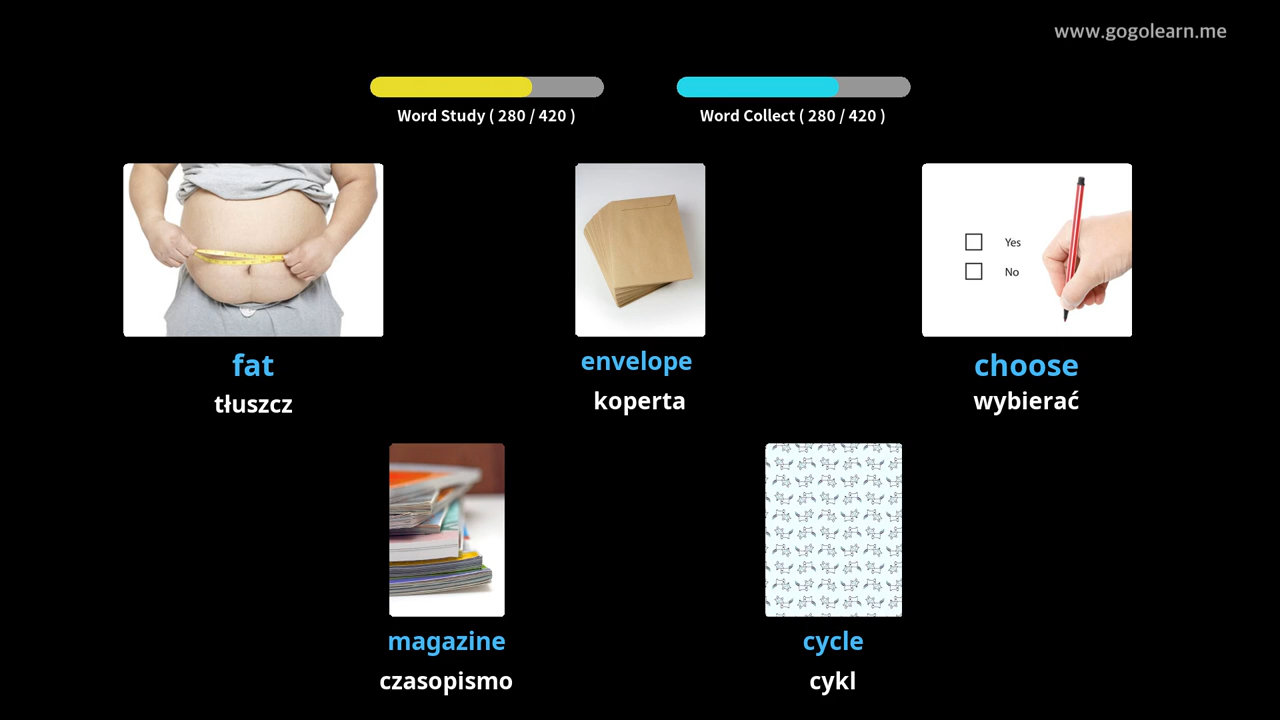 www.gogolearn.me
Word Study ( 280 / 420 )
Word Collect ( 280 / 420 )
Yes
No
fat
envelope
choose
tłuszcz
koperta
wybierać
magazine
cycle
czasopismo
cykl